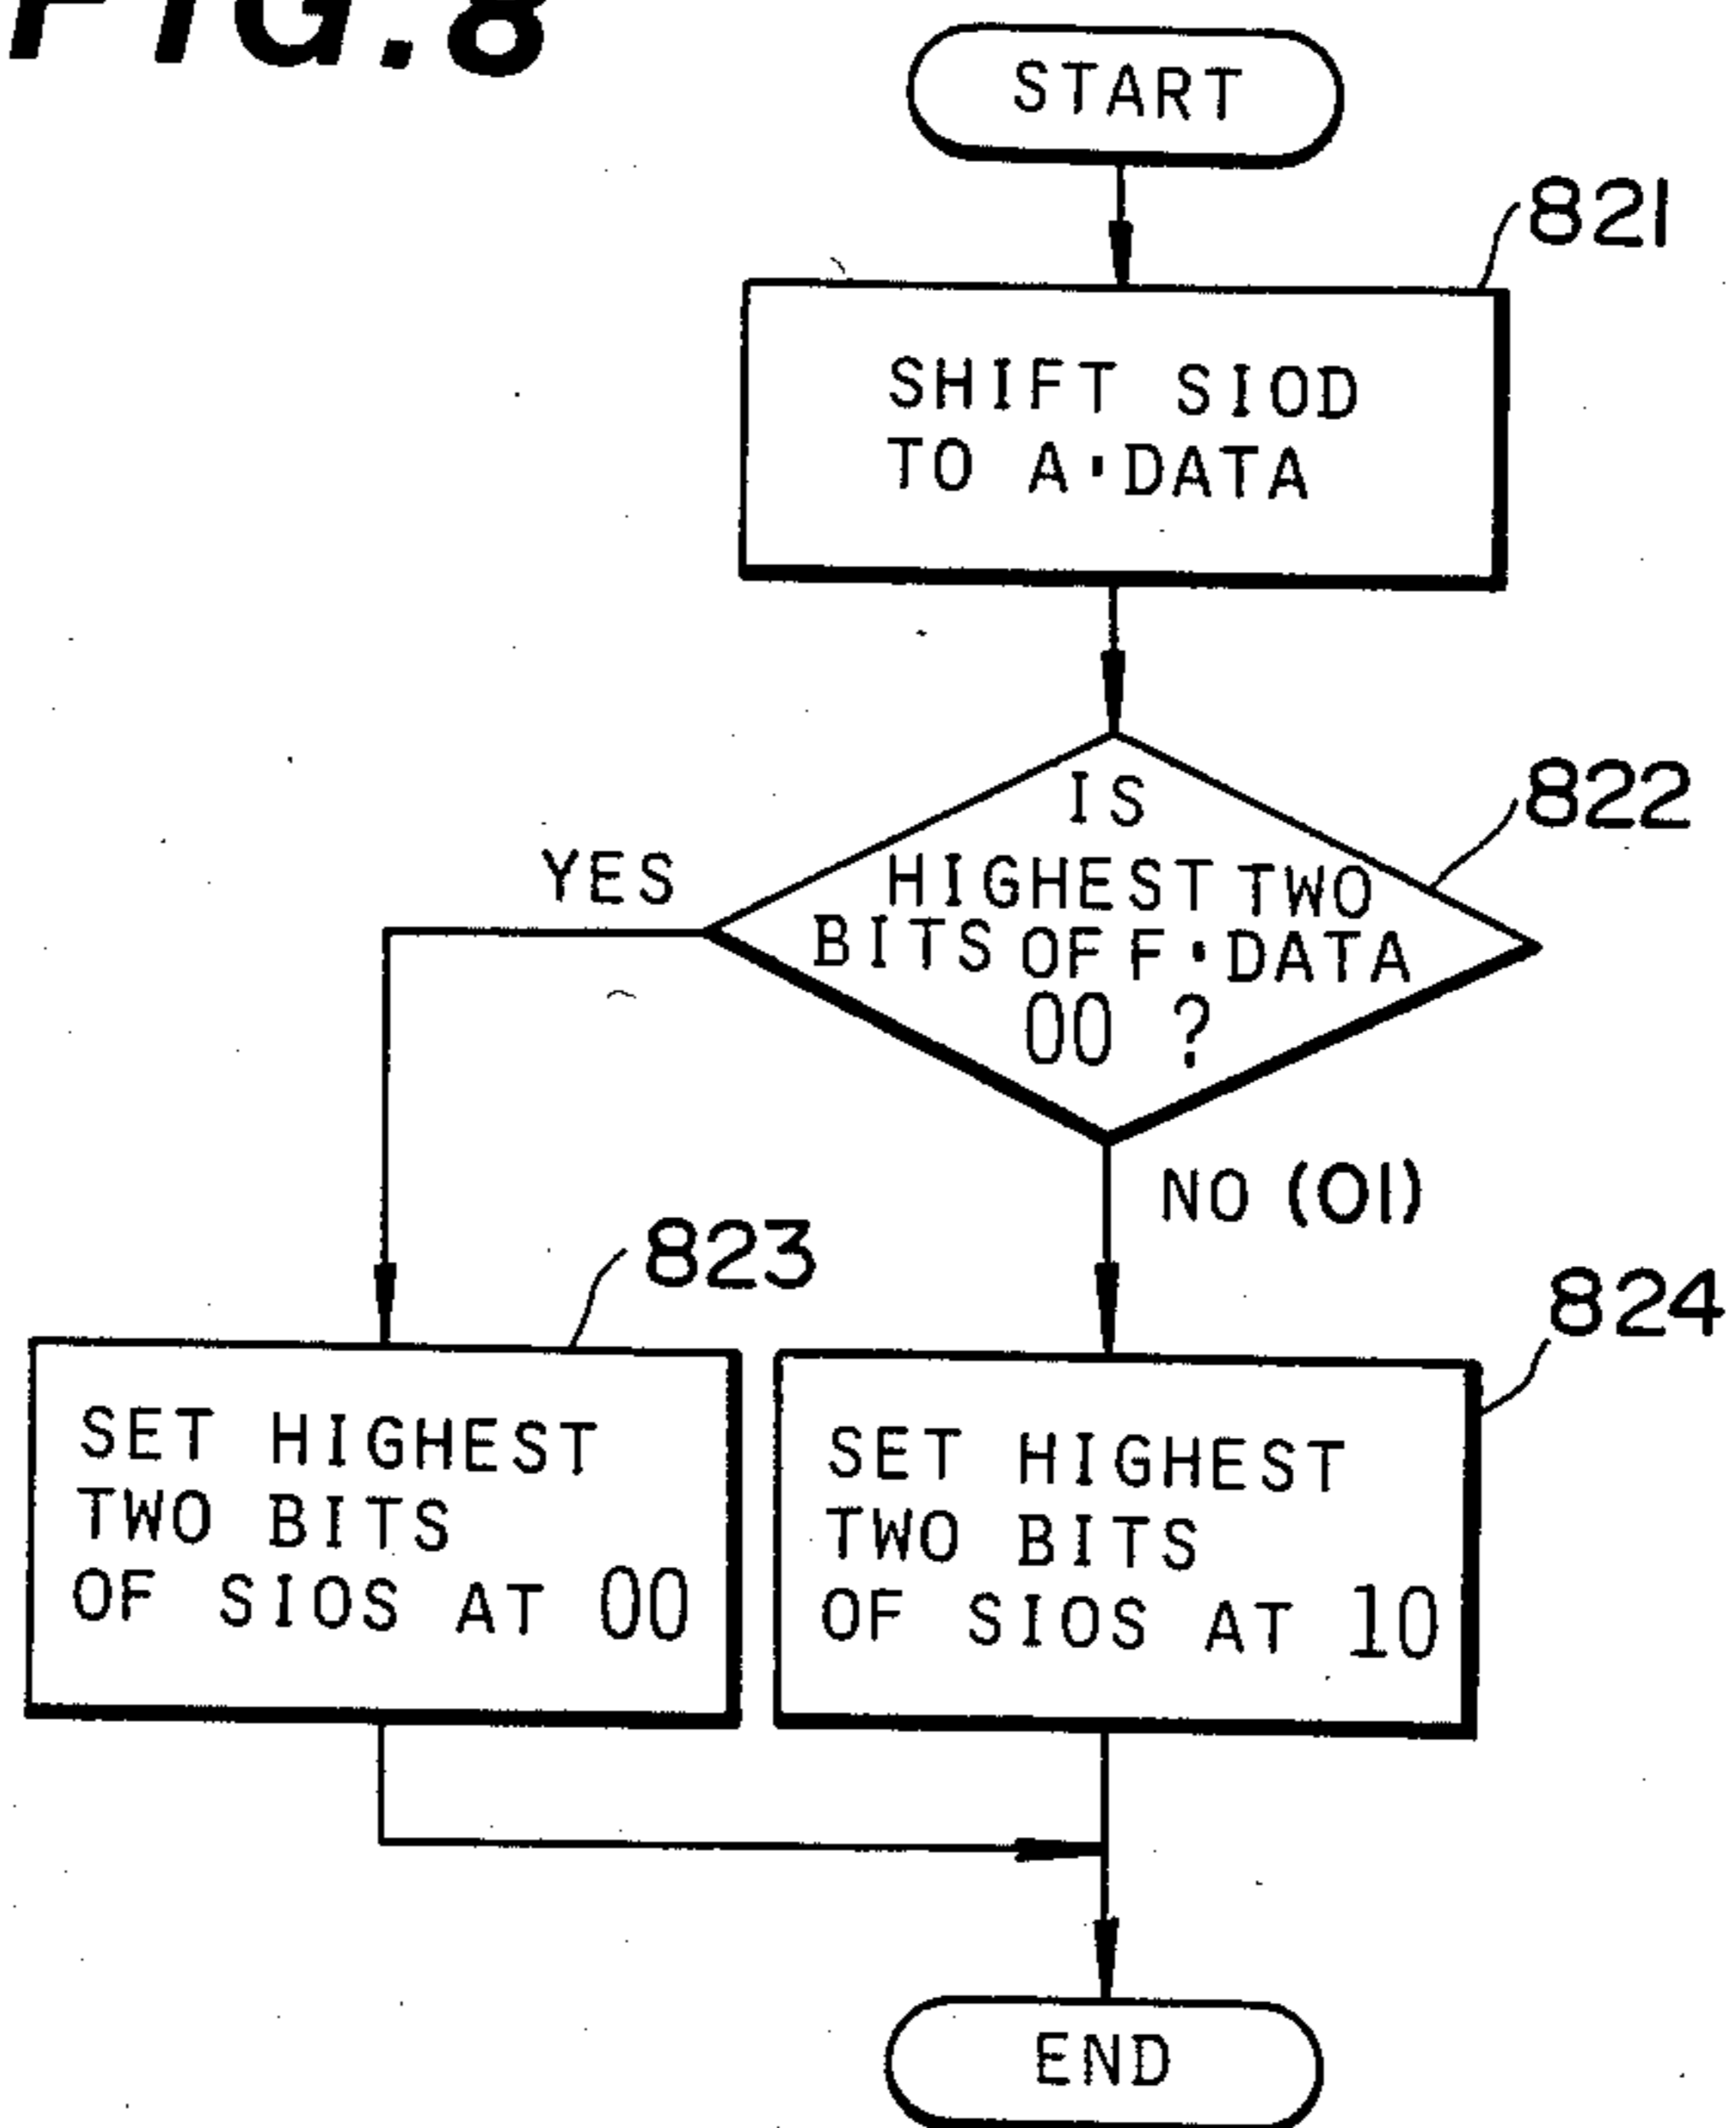 FIG.8
START
821
SHIFT SIOD
TO A·DATA
822
IS
HIGHEST TWO
BITS OF F·DATA
00 ?
YES
NO (01)
823
SET HIGHEST
TWO BITS
OF SIOS AT 00
824
SET HIGHEST
TWO BITS
OF SIOS AT 10
END